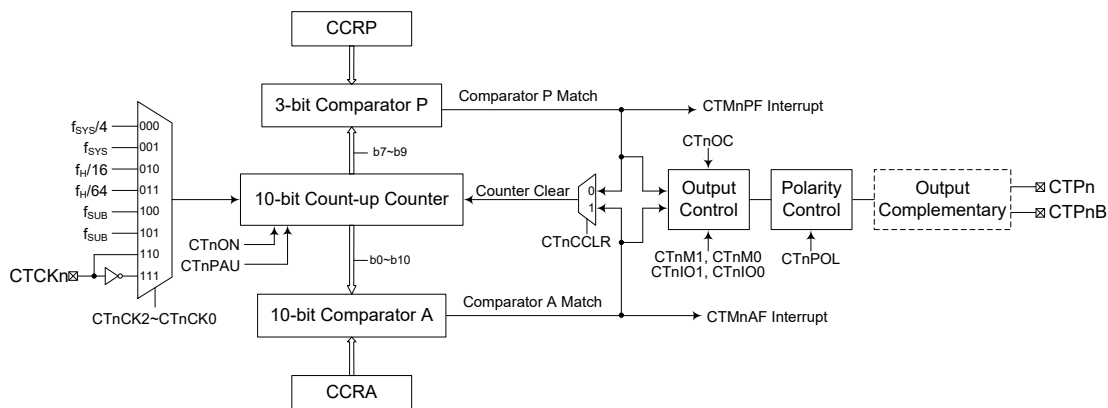 CCRP
3-bit Comparator P
Comparator P Match
CTMnPF Interrupt
b7~b9
fSYS/4
000
fSYS
001
fH/16
010
fH/64
011
fSUB
100
fSUB
101
110
111
CTCKn
CTnCK2~CTnCK0
10-bit Count-up Counter
CTnON
CTnPAU
Counter Clear
0
1
CTnCCLR
CTnOC
Output
Control
CTnM1, CTnM0
CTnIO1, CTnIO0
Polarity
Control
CTnPOL
Output
Complementary
CTPn
CTPnB
b0~b10
10-bit Comparator A
Comparator A Match
CTMnAF Interrupt
CCRA